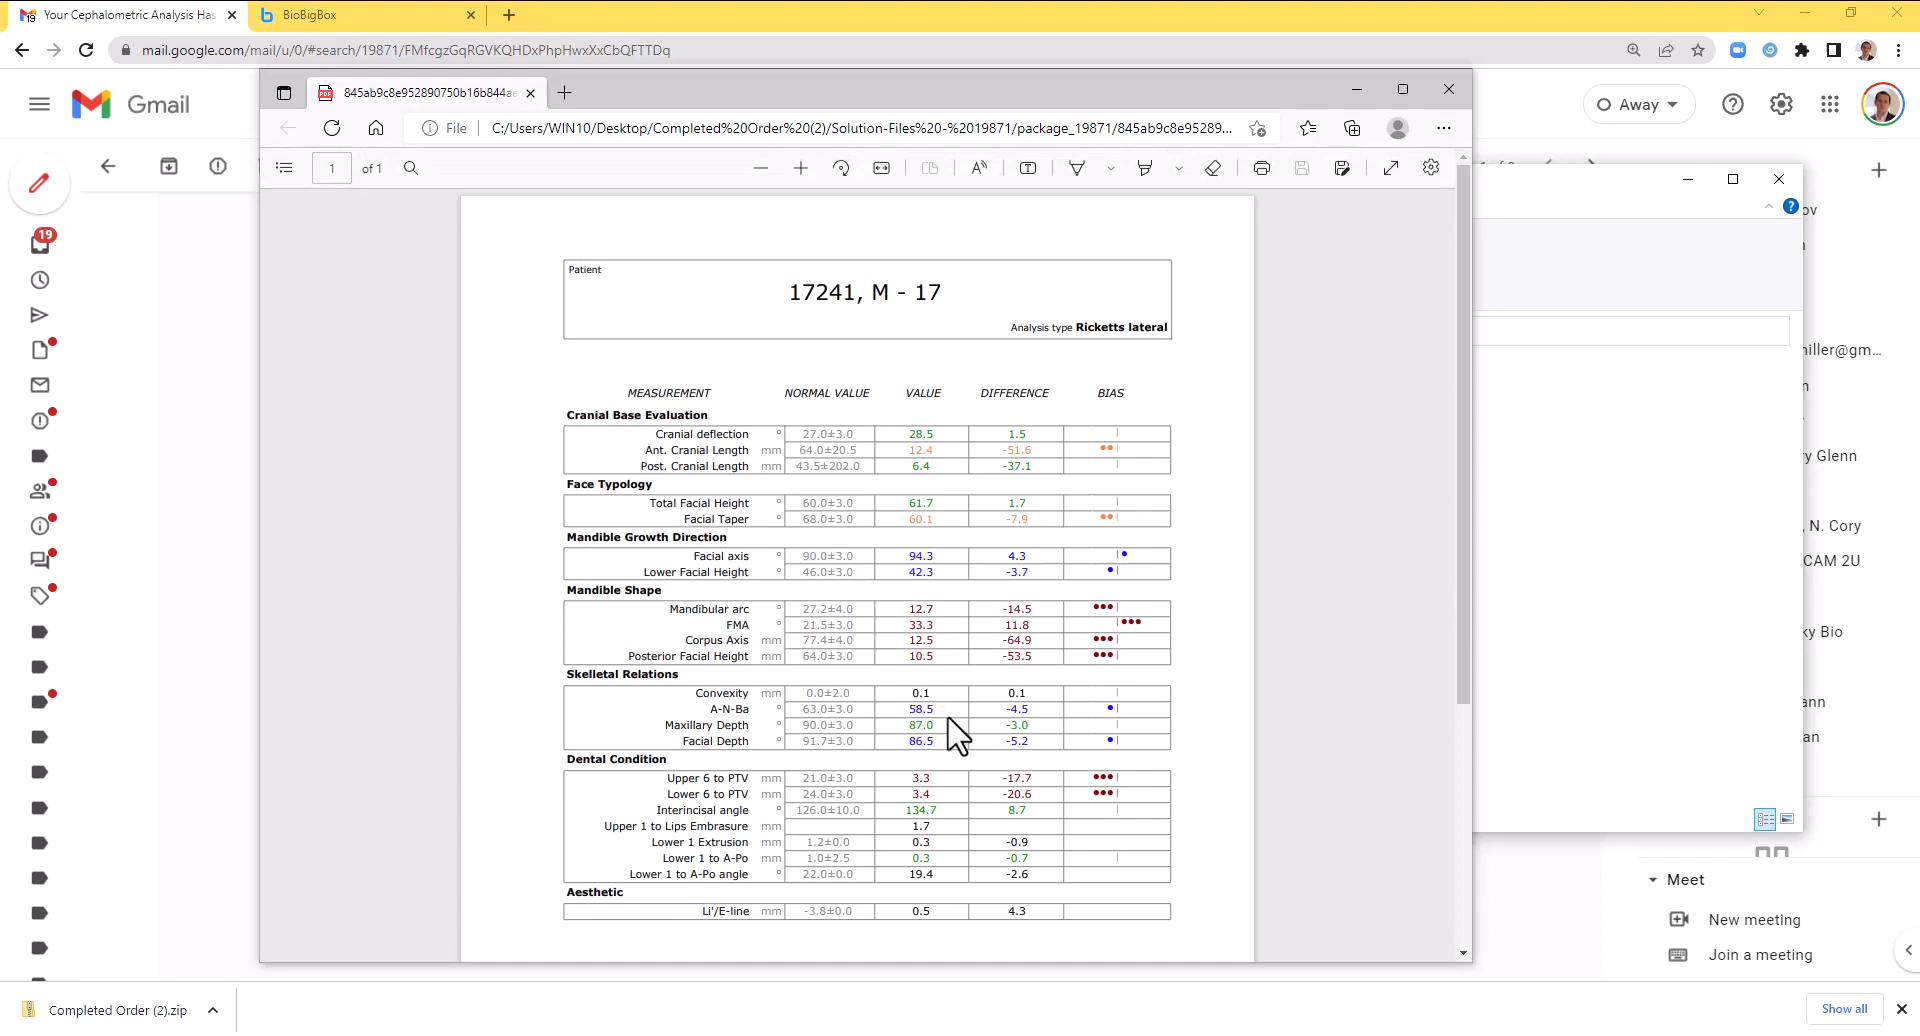 Your Cephalometric Analysis Has
BioBigBox
mail.google.com/mail/u/0/#search/19871/FMfcgzGqRGVKQHDxPhpHwxXxCbQFTTDq
Gmail
Away
845ab9c8e952890750b16b844ae
File C:/Users/WIN10/Desktop/Completed%20Order%20(2)/Solution-Files%20-%2019871/package_19871/845ab9c8e95289...
1 of 1
19
Patient
17241, M - 17
Analysis type Ricketts lateral
MEASUREMENT NORMAL VALUE VALUE DIFFERENCE BIAS
Cranial Base Evaluation
Cranial deflection ° 27.0±3.0 28.5 1.5
Ant. Cranial Length mm 64.0±20.5 12.4 -51.6
Post. Cranial Length mm 43.5±202.0 6.4 -37.1
Face Typology
Total Facial Height ° 60.0±3.0 61.7 1.7
Facial Taper ° 68.0±3.0 60.1 -7.9
Mandible Growth Direction
Facial axis ° 90.0±3.0 94.3 4.3
Lower Facial Height ° 46.0±3.0 42.3 -3.7
Mandible Shape
Mandibular arc ° 27.2±4.0 12.7 -14.5
FMA ° 21.5±3.0 33.3 11.8
Corpus Axis mm 77.4±4.0 12.5 -64.9
Posterior Facial Height mm 64.0±3.0 10.5 -53.5
Skelletal Relations
Convexity mm 0.0±2.0 0.1 0.1
A-N-Ba ° 63.0±3.0 58.5 -4.5
Maxillary Depth ° 90.0±3.0 87.0 -3.0
Facial Depth ° 91.7±3.0 86.5 -5.2
Dental Condition
Upper 6 to PTV mm 21.0±3.0 3.3 -17.7
Lower 6 to PTV mm 24.0±3.0 3.4 -20.6
Interincisal angle ° 126.0±10.0 134.7 8.7
Upper 1 to Lips Embrasure mm 1.7
Lower 1 Extrusion mm 1.2±0.0 0.3 -0.9
Lower 1 to A-Po mm 1.0±2.5 0.3 -0.7
Lower 1 to A-Po angle ° 22.0±0.0 19.4 -2.6
Aesthetic
Li'/E-line mm -3.8±0.0 0.5 4.3
ov
niller@gm...
n
y Glenn
, N. Cory
CAM 2U
ky Bio
ann
an
Meet
New meeting
Join a meeting
Completed Order (2).zip
Show all